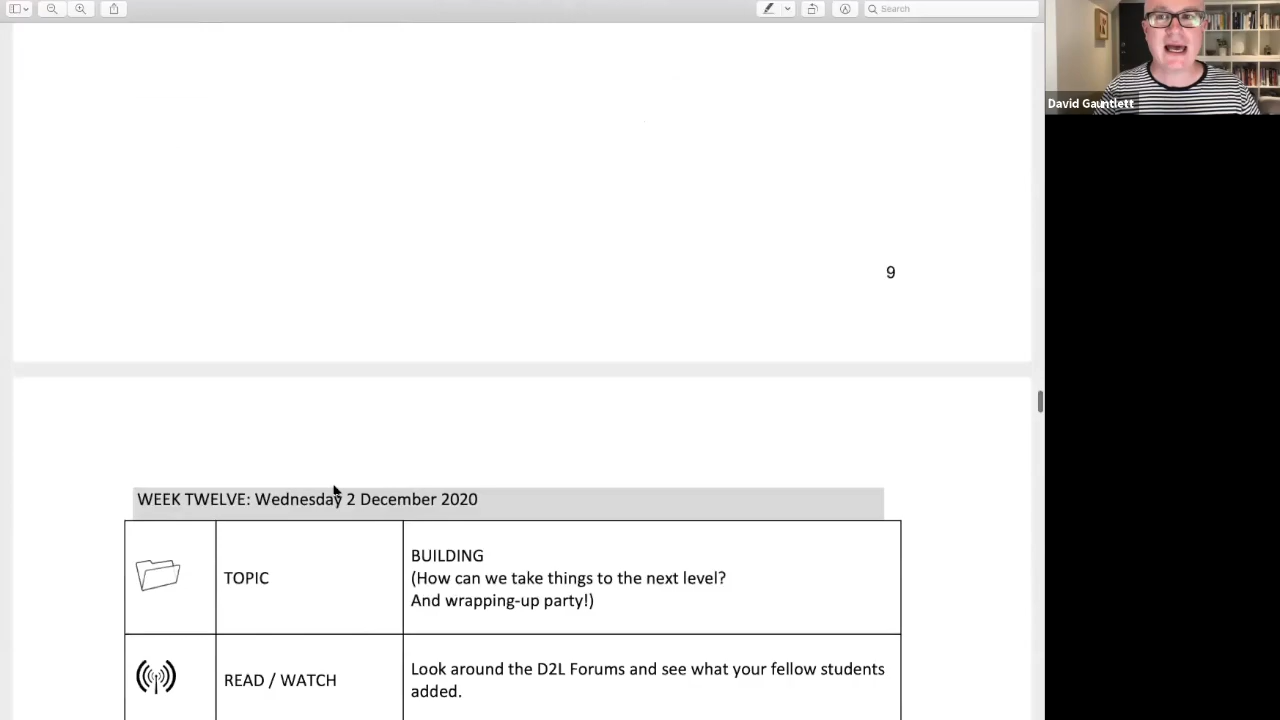 Search
David Gauntlett
9
WEEK TWELVE: Wednesday 2 December 2020
TOPIC
BUILDING
(How can we take things to the next level?
And wrapping-up party!)
READ / WATCH
Look around the D2L Forums and see what your fellow students
added.